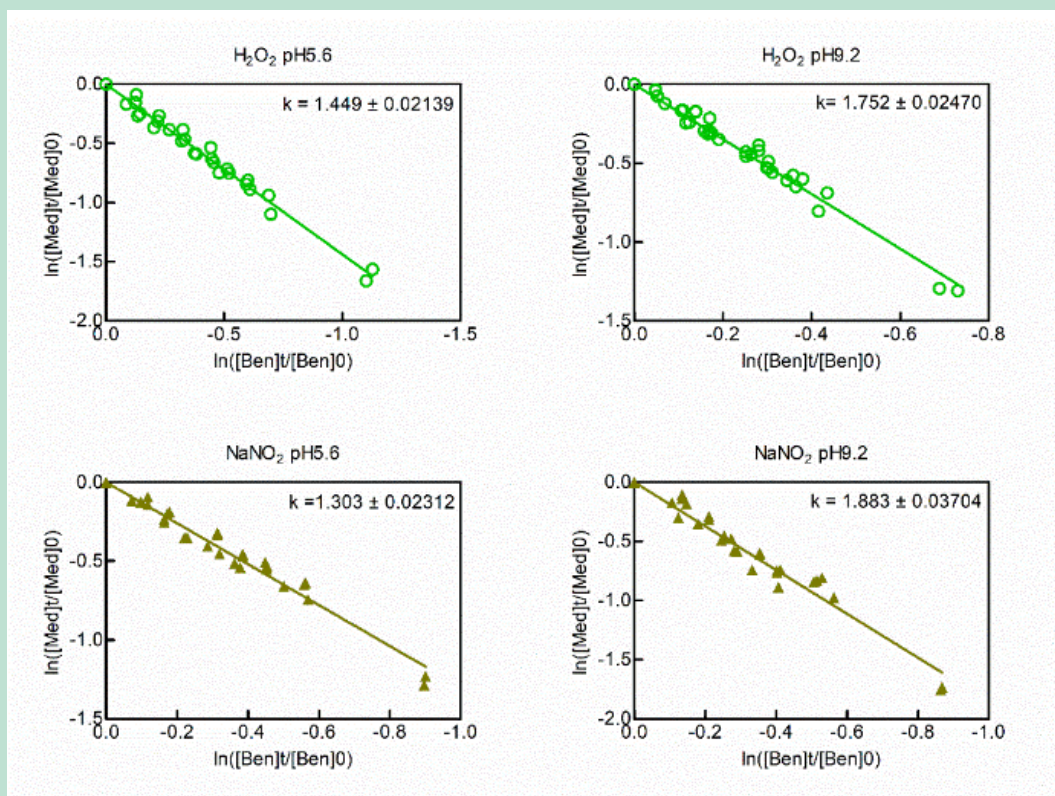 H₂O₂ pH5.6
k = 1.449 ± 0.02139
0.0
-0.5
-1.0
-1.5
-2.0
ln([Med]t/[Med]0)
0.0 -0.5 -1.0 -1.5
ln([Ben]t/[Ben]0)
H₂O₂ pH9.2
k= 1.752 ± 0.02470
0.0
-0.5
-1.0
-1.5
ln([Med]t/[Med]0)
0.0 -0.2 -0.4 -0.6 -0.8
ln([Ben]t/[Ben]0)
NaNO₂ pH5.6
k =1.303 ± 0.02312
0.0
-0.5
-1.0
-1.5
ln([Med]t/[Med]0)
0.0 -0.2 -0.4 -0.6 -0.8 -1.0
ln([Ben]t/[Ben]0)
NaNO₂ pH9.2
k = 1.883 ± 0.03704
0.0
-0.5
-1.0
-1.5
-2.0
ln([Med]t/[Med]0)
0.0 -0.2 -0.4 -0.6 -0.8 -1.0
ln([Ben]t/[Ben]0)